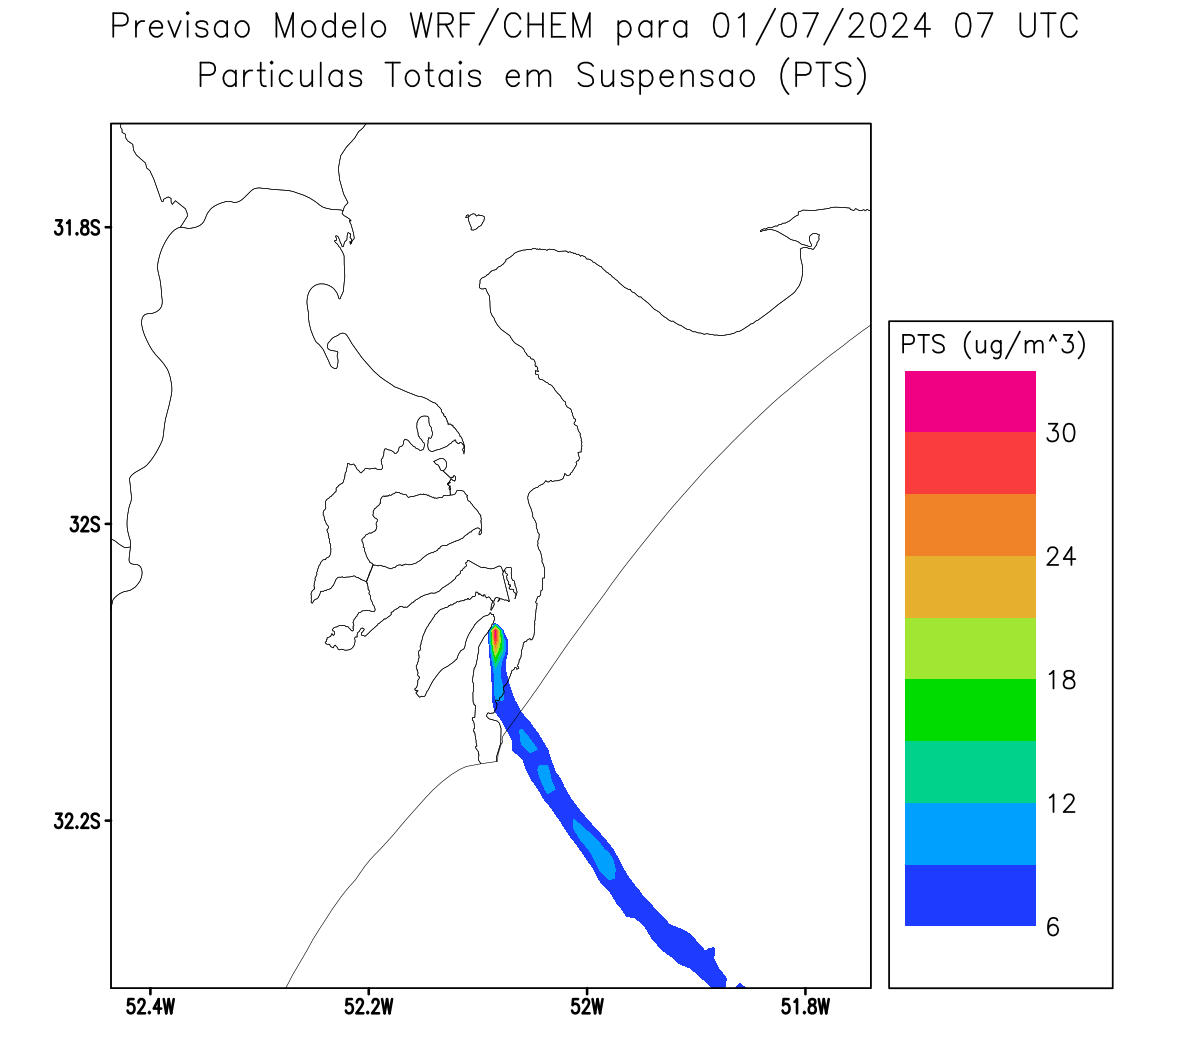 Previsao Modelo WRF/CHEM para 01/07/2024 07 UTC
Particulas Totais em Suspensao (PTS)
31.8S
32S
32.2S
52.4W
52.2W
52W
51.8W
PTS (ug/m^3)
30
24
18
12
6